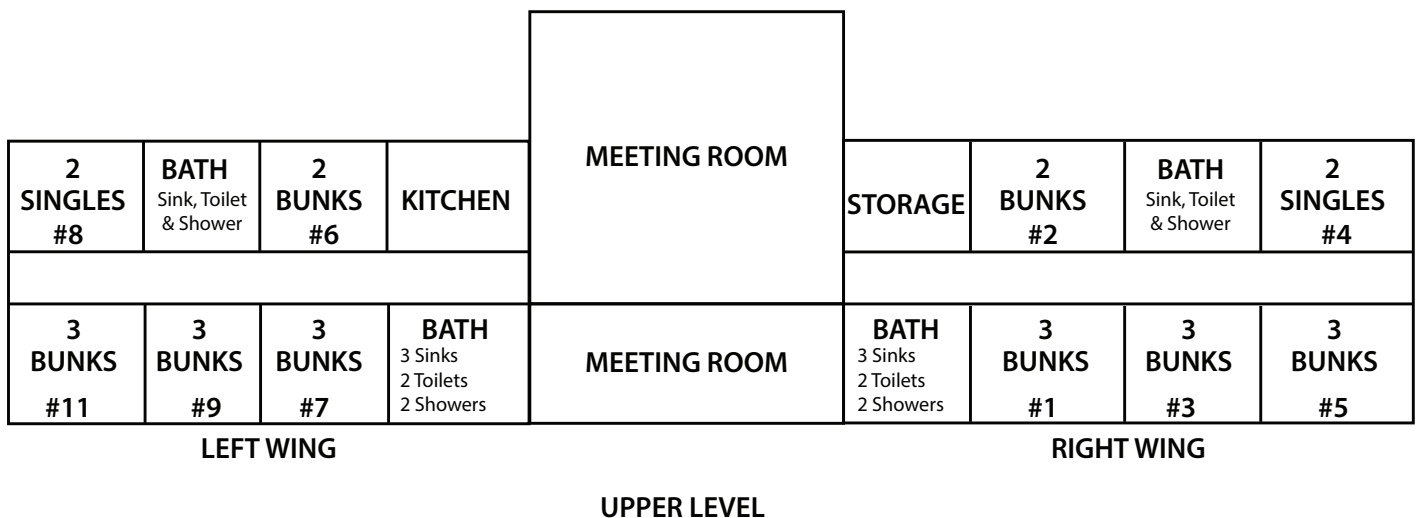 MEETING ROOM
2
SINGLES
#8
BATH
Sink, Toilet
& Shower
2
BUNKS
#6
KITCHEN
STORAGE
2
BUNKS
#2
BATH
Sink, Toilet
& Shower
2
SINGLES
#4
3
BUNKS
#11
3
BUNKS
#9
3
BUNKS
#7
BATH
3 Sinks
2 Toilets
2 Showers
MEETING ROOM
BATH
3 Sinks
2 Toilets
2 Showers
3
BUNKS
#1
3
BUNKS
#3
3
BUNKS
#5
LEFT WING
RIGHT WING
UPPER LEVEL